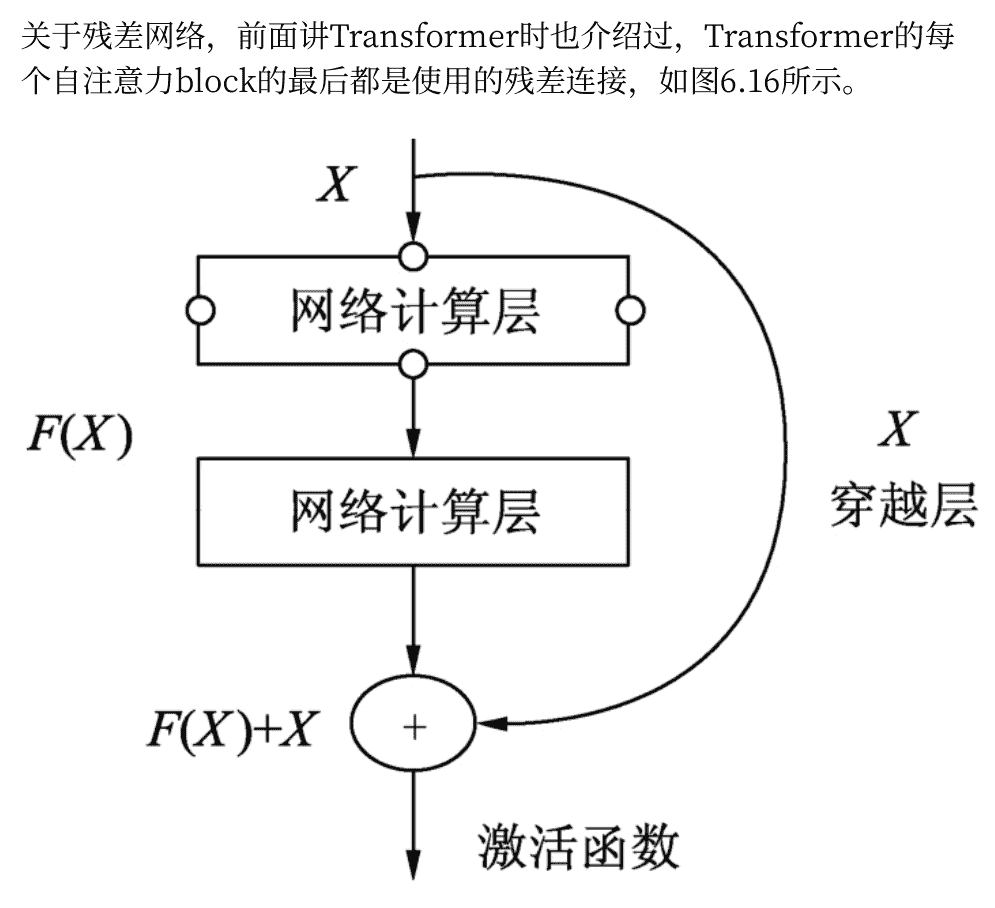 关于残差网络，前面讲Transformer时也介绍过，Transformer的每
个自注意力block的最后都是使用的残差连接，如图6.16所示。
X
网络计算层
F(X)
X
穿越层
网络计算层
F(X)+X
+
激活函数